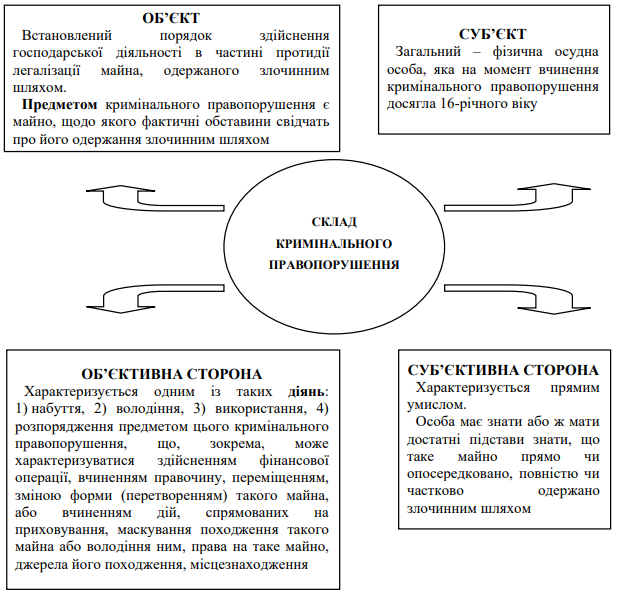 ОБ’ЄКТ
Встановлений порядок здійснення
господарської діяльності в частині протидії
легалізації майна, одержаного злочинним
шляхом.
Предметом кримінального правопорушення є
майно, щодо якого фактичні обставини свідчать
про його одержання злочинним шляхом
СУБ’ЄКТ
Загальний – фізична осудна
особа, яка на момент вчинення
кримінального правопорушення
досягла 16-річного віку
СКЛАД
КРИМІНАЛЬНОГО
ПРАВОПОРУШЕННЯ
ОБ’ЄКТИВНА СТОРОНА
Характеризується одним із таких діянь:
1) набуття, 2) володіння, 3) використання, 4)
розпорядження предметом цього кримінального
правопорушення, що, зокрема, може
характеризуватися здійсненням фінансової
операції, вчиненням правочину, переміщенням,
зміною форми (перетворенням) такого майна,
або вчиненням дій, спрямованих на
приховування, маскування походження такого
майна або володіння ним, права на таке майно,
джерела його походження, місцезнаходження
СУБ’ЄКТИВНА СТОРОНА
Характеризується прямим
умислом.
Особа має знати або ж мати
достатні підстави знати, що
таке майно прямо чи
опосередковано, повністю чи
частково одержано
злочинним шляхом